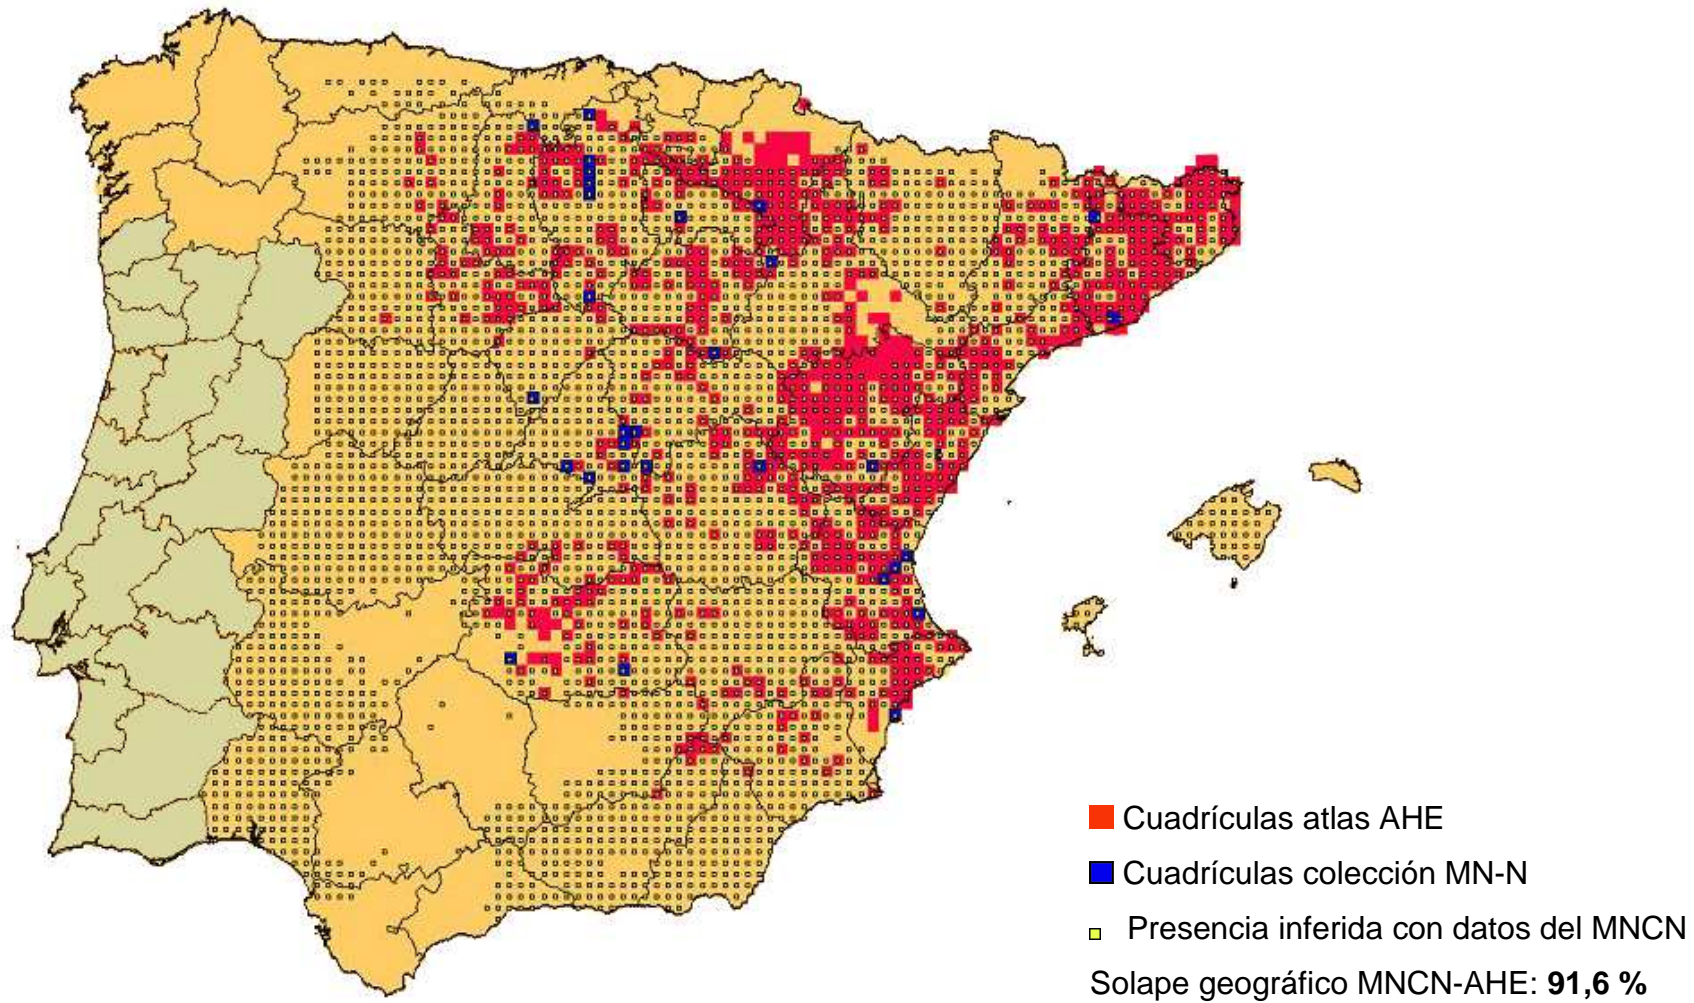 Cuadrículas atlas AHE
Cuadrículas colección MN-N
Presencia inferida con datos del MNCN
Solape geográfico MNCN-AHE: 91,6 %